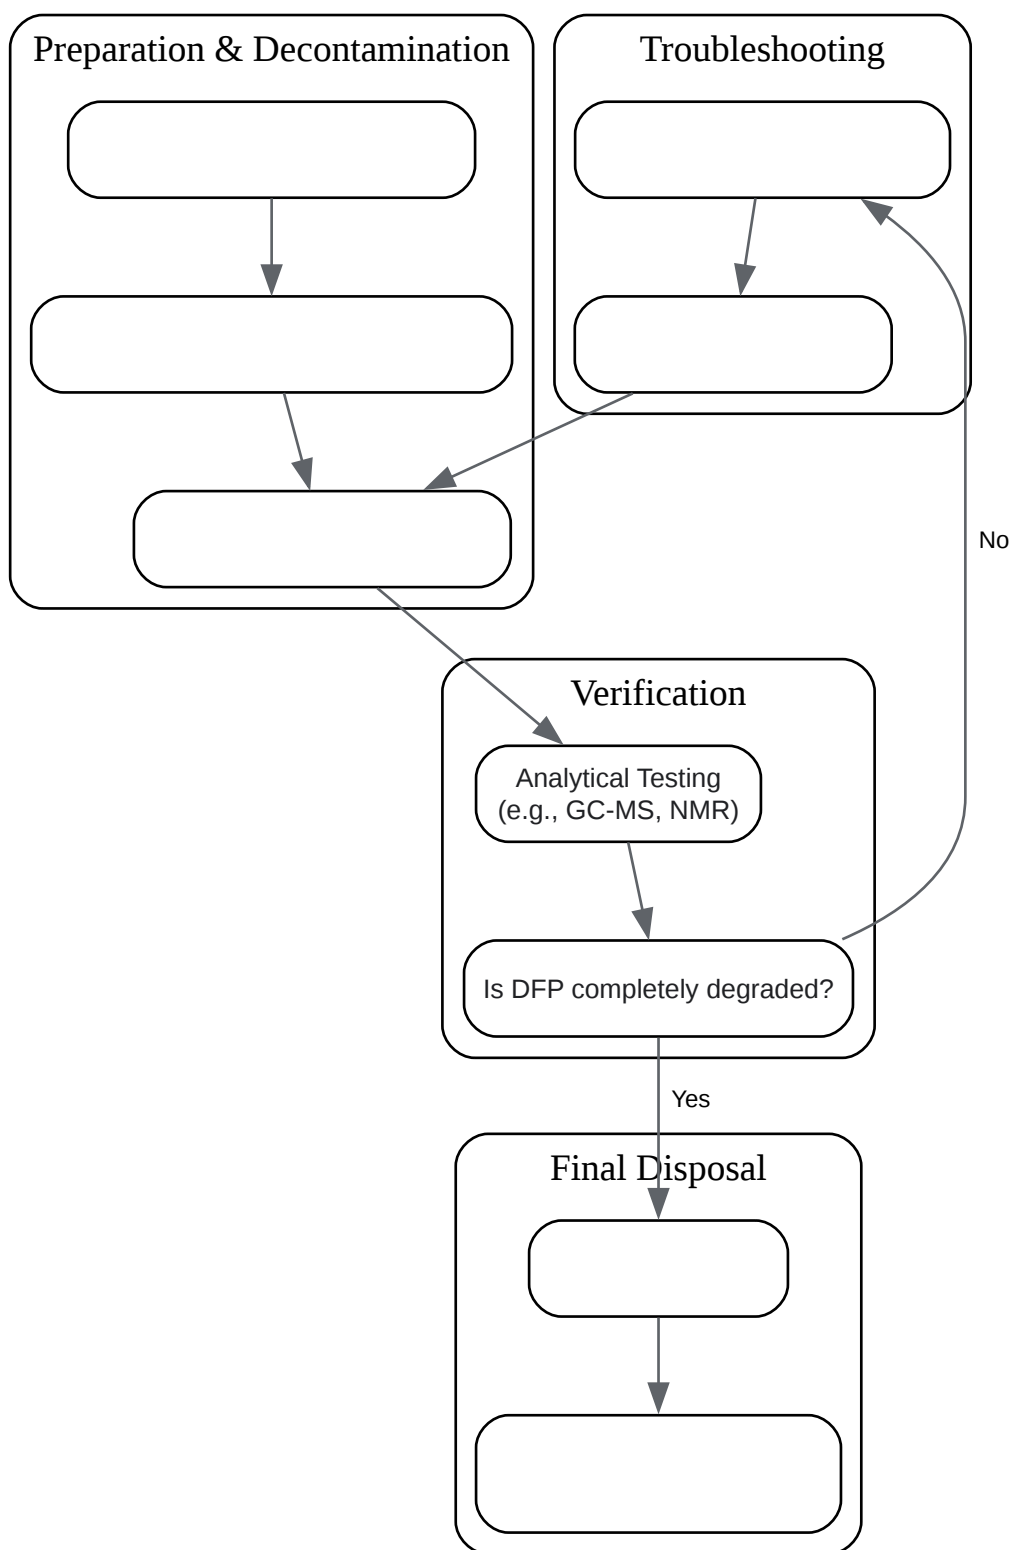 Preparation & Decontamination
Troubleshooting
No
Verification
Analytical Testing
(e.g., GC-MS, NMR)
Is DFP completely degraded?
Yes
Final Disposal